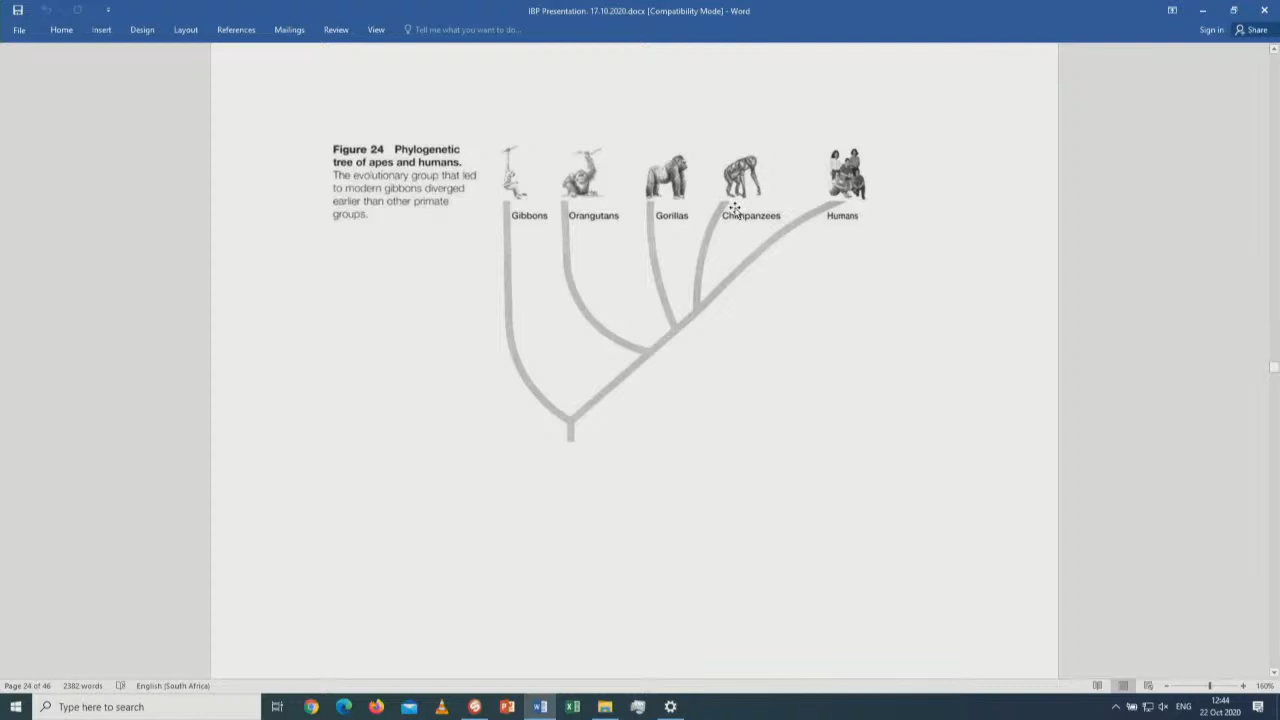 IBP Presentation. 17.10.2020.docx [Compatibility Mode] - Word
File Home Insert Design Layout References Mailings Review View Tell me what you want to do... Sign in Share
Figure 24 Phylogenetic
tree of apes and humans.
The evolutionary group that led
to modern gibbons diverged
earlier than other primate
groups.
Gibbons Orangutans Gorillas Chimpanzees Humans
Page 24 of 46 2382 words English (South Africa) 160%
Type here to search
ENG
12:44
22 Oct 2020